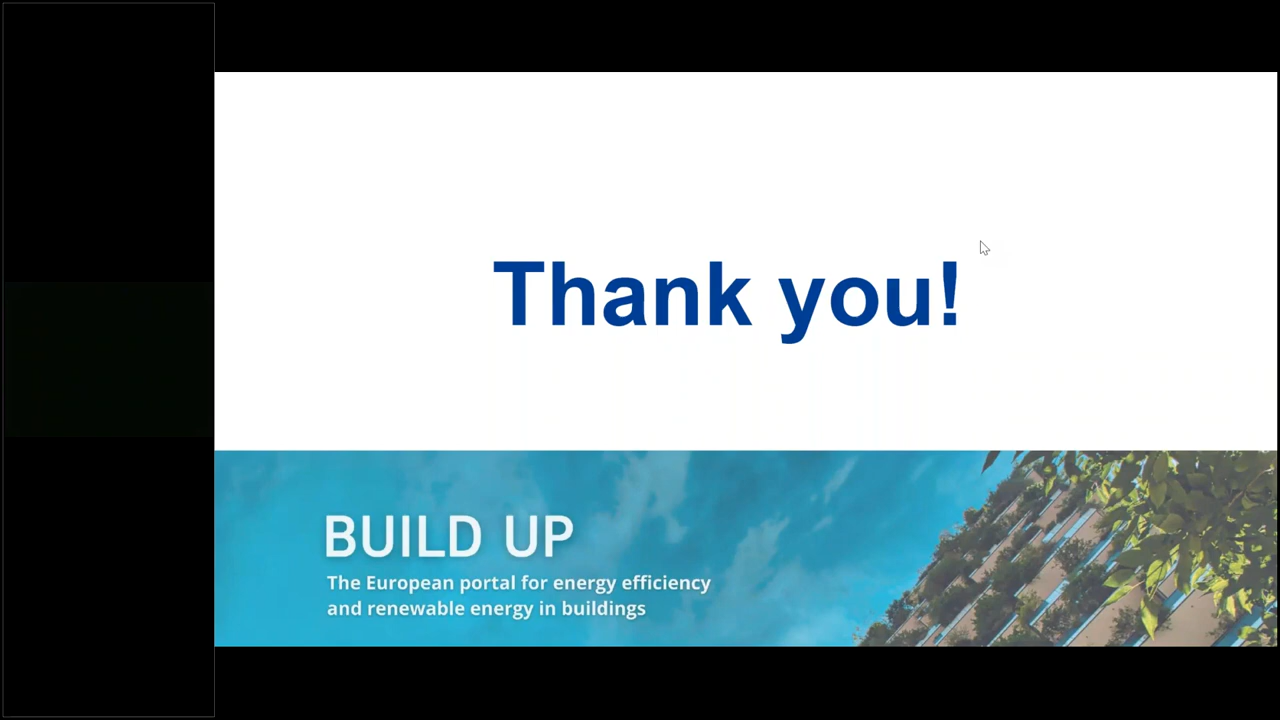 Thank you!
BUILD UP
The European portal for energy efficiency
and renewable energy in buildings